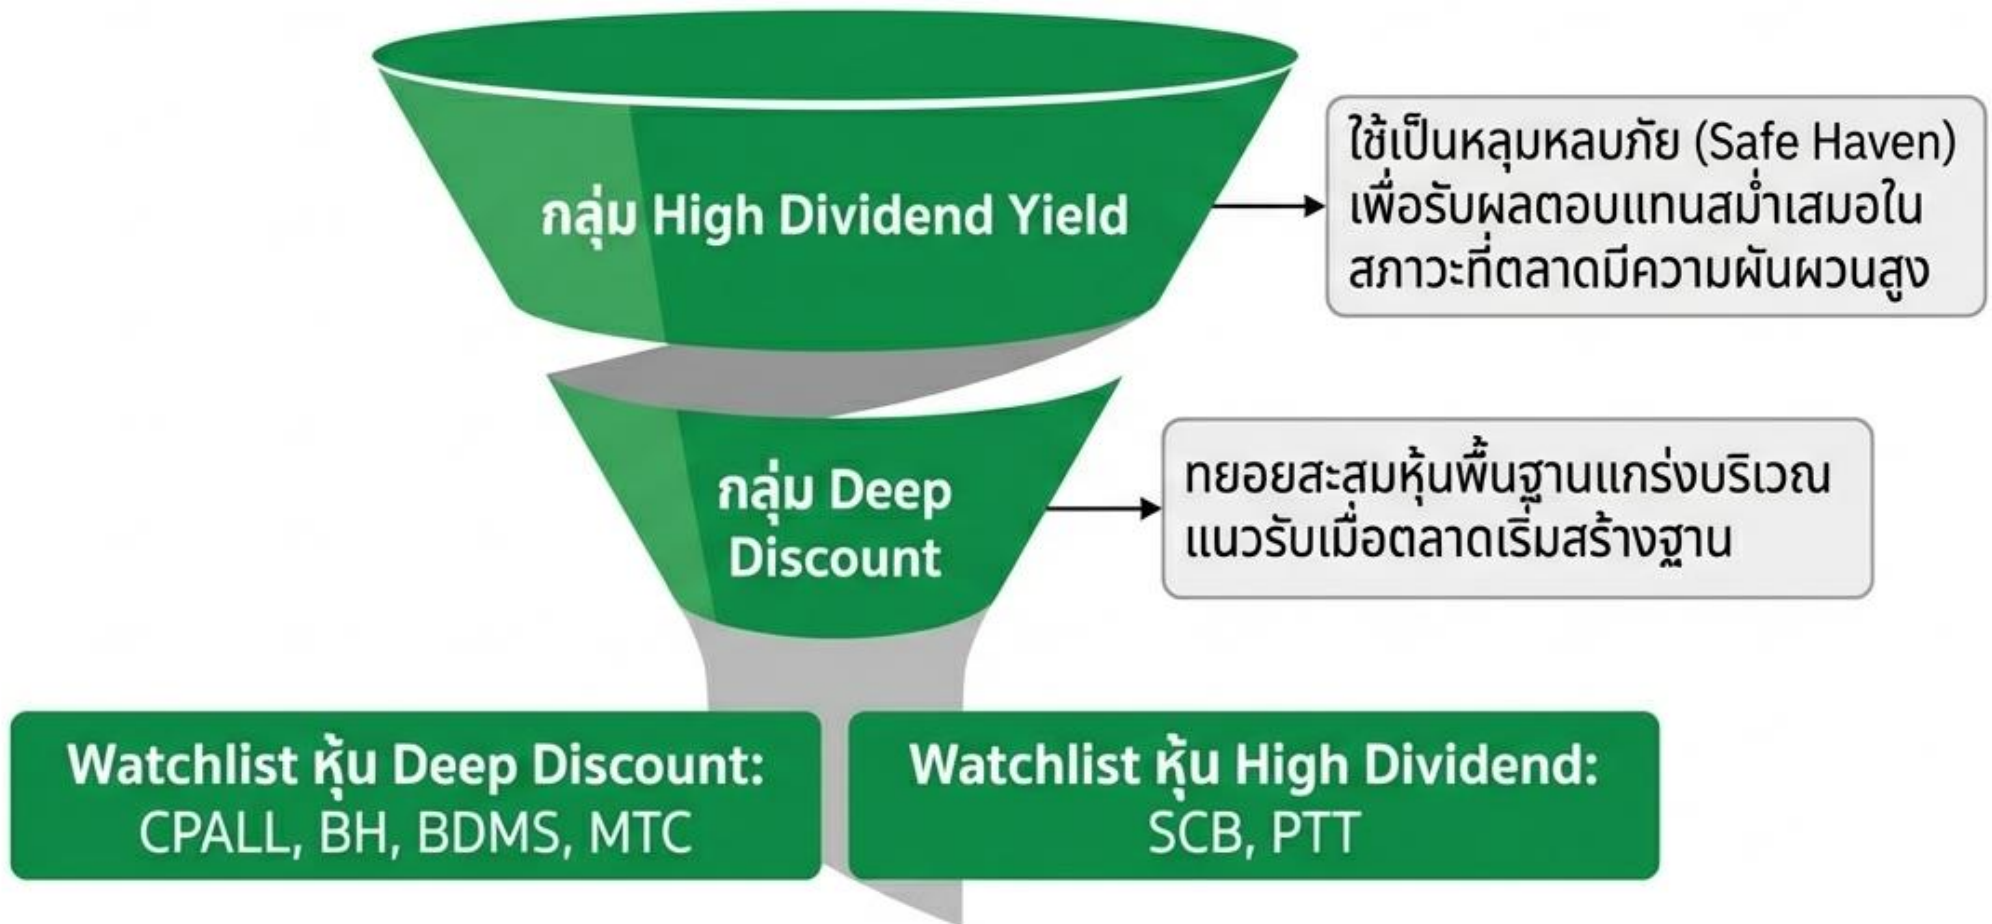 กลุ่ม High Dividend Yield
ใช้เป็นหลุมหลบภัย (Safe Haven)
เพื่อรับผลตอบแทนสม่ำเสมอใน
สภาวะที่ตลาดมีความผันผวนสูง
กลุ่ม Deep
Discount
ทยอยสะสมหุ้นพื้นฐานแกร่งบริเวณ
แนวรับเมื่อตลาดเริ่มสร้างฐาน
Watchlist หุ้น Deep Discount:
CPALL, BH, BDMS, MTC
Watchlist หุ้น High Dividend:
SCB, PTT